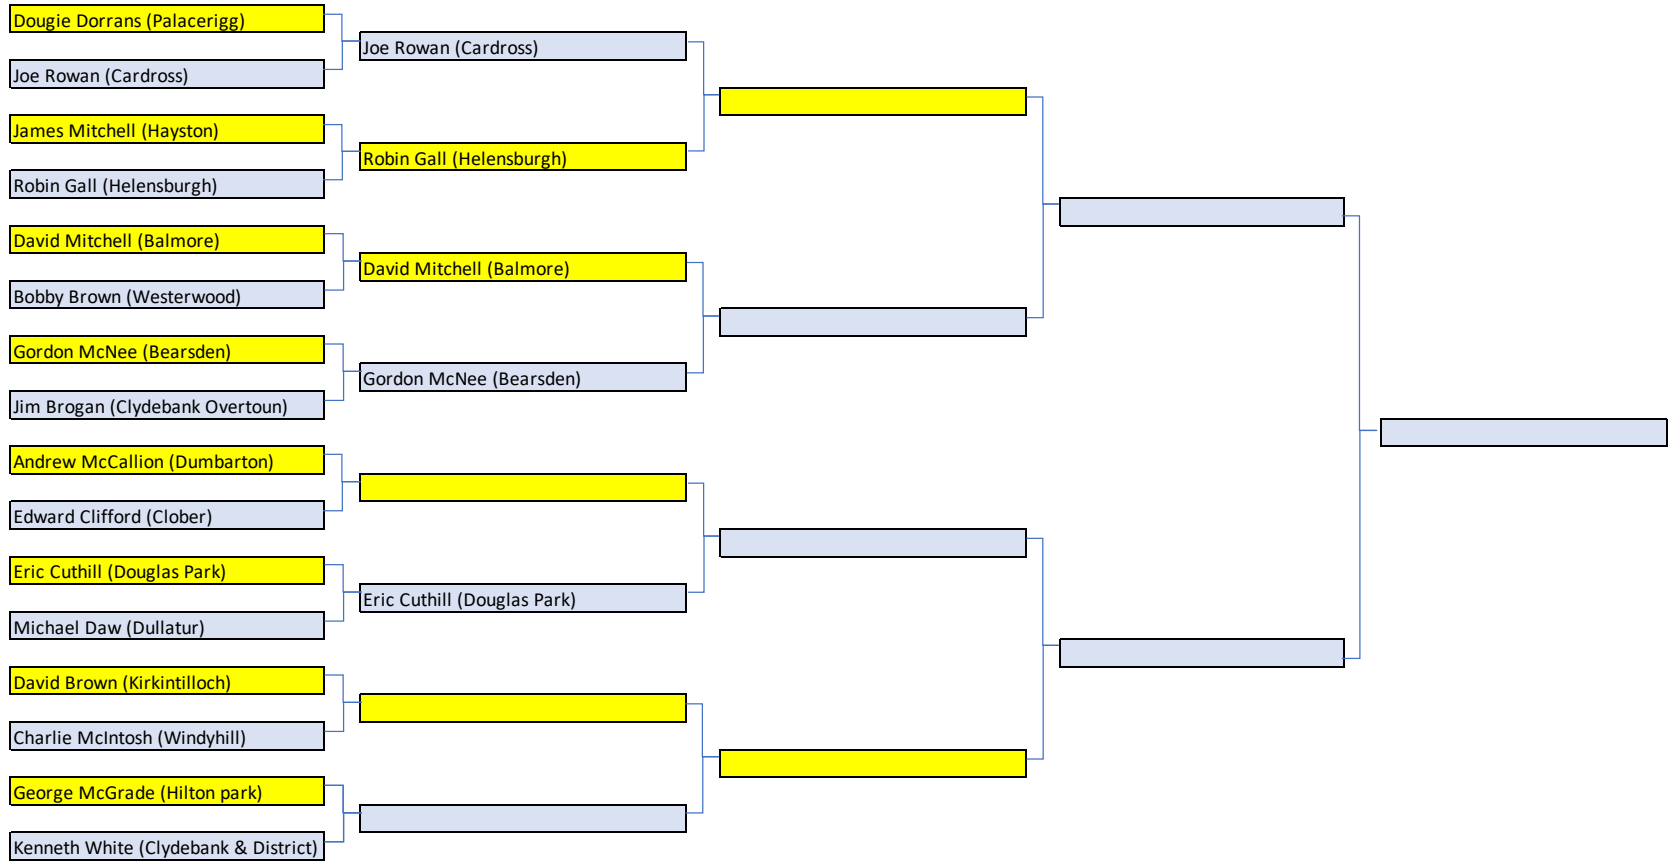 Dougie Dorrans (Palacerigg)
Joe Rowan (Cardross)
James Mitchell (Hayston)
Robin Gall (Helensburgh)
David Mitchell (Balmore)
Bobby Brown (Westerwood)
Gordon McNee (Bearsden)
Jim Brogan (Clydebank Overtoun)
Andrew McCallion (Dumbarton)
Edward Clifford (Clober)
Eric Cuthill (Douglas Park)
Michael Daw (Dullatur)
David Brown (Kirkintilloch)
Charlie McIntosh (Windyhill)
George McGrade (Hilton park)
Kenneth White (Clydebank & District)
Joe Rowan (Cardross)
Robin Gall (Helensburgh)
David Mitchell (Balmore)
Gordon McNee (Bearsden)
Eric Cuthill (Douglas Park)